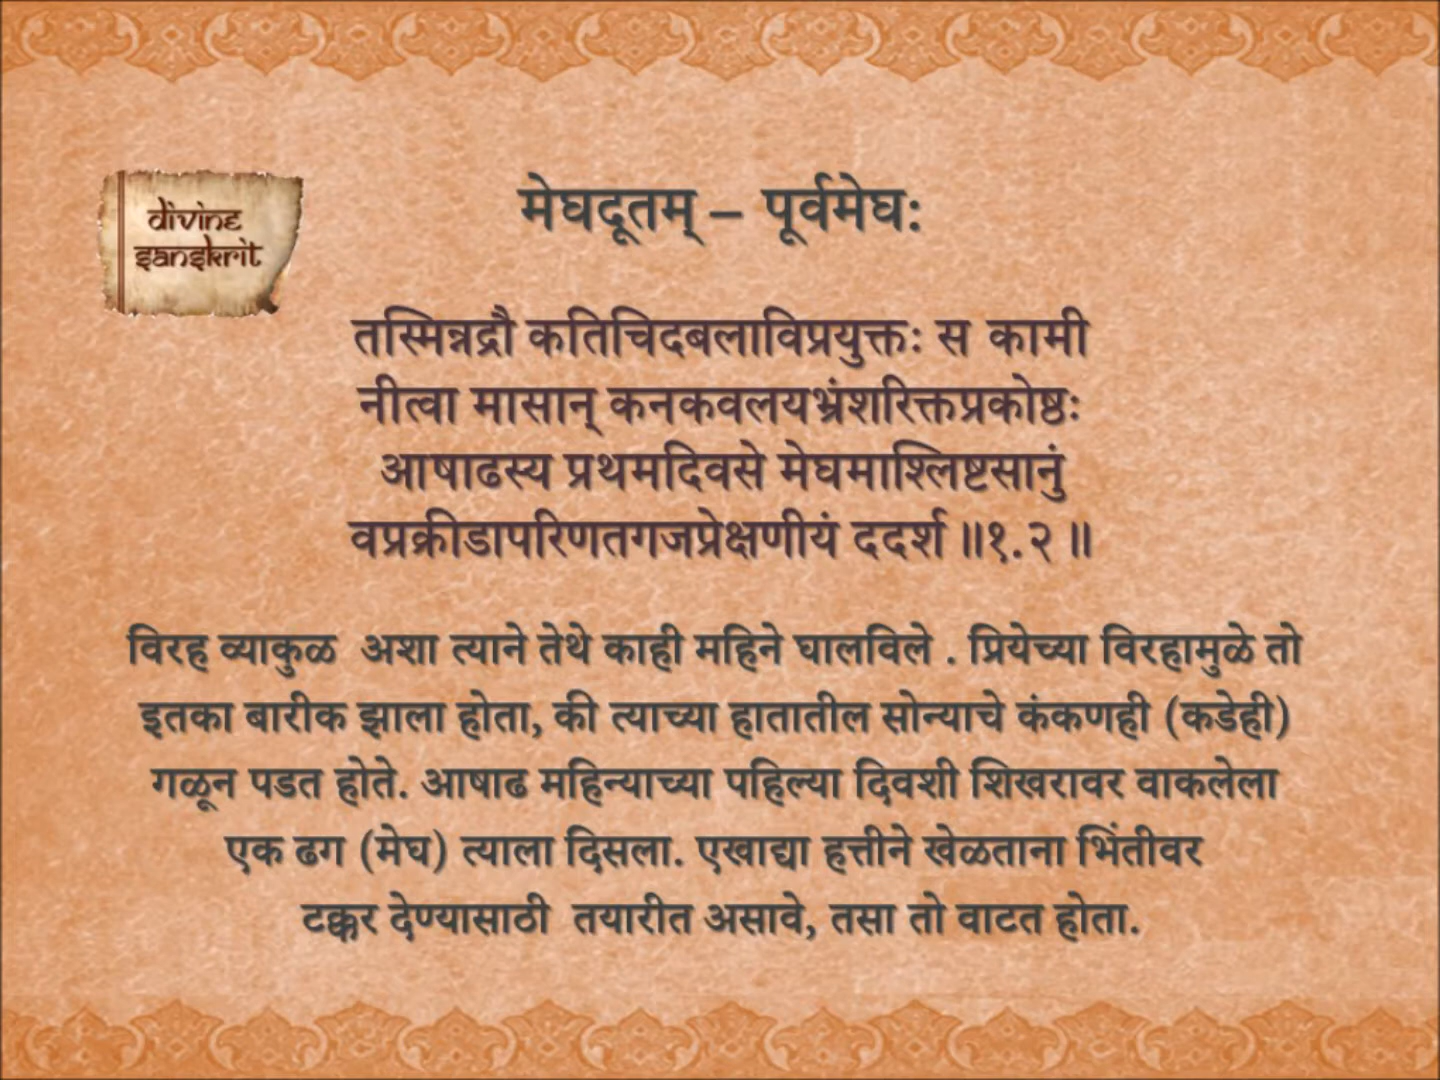 divine
sanskrit
मेघदूतम् – पूर्वमेघः
तस्मिन्नद्रौ कतिचिदबलाविप्रयुक्तः स कामी
नीत्वा मासान् कनकवलयभ्रंशरिक्तप्रकोष्ठः
आषाढस्य प्रथमदिवसे मेघमाश्लिष्टसानुं
वप्रक्रीडापरिणतगजप्रेक्षणीयं ददर्श ॥१.२॥
विरह व्याकुळ अशा त्याने तेथे काही महिने घालविले . प्रियेच्या विरहामुळे तो
इतका बारीक झाला होता, की त्याच्या हातातील सोन्याचे कंकणही (कडेही)
गळून पडत होते. आषाढ महिन्याच्या पहिल्या दिवशी शिखरावर वाकलेला
एक ढग (मेघ) त्याला दिसला. एखाद्या हत्तीने खेळताना भिंतीवर
टक्कर देण्यासाठी तयारीत असावे, तसा तो वाटत होता.